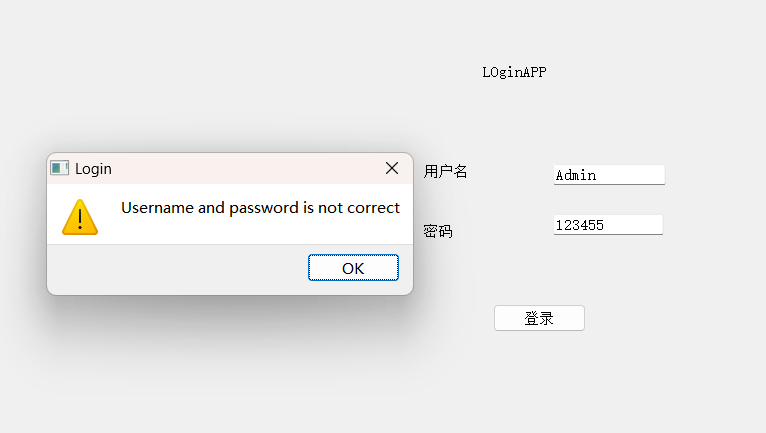 LOginAPP
Login
Username and password is not correct
OK
用户名
Admin
密码
123455
登录